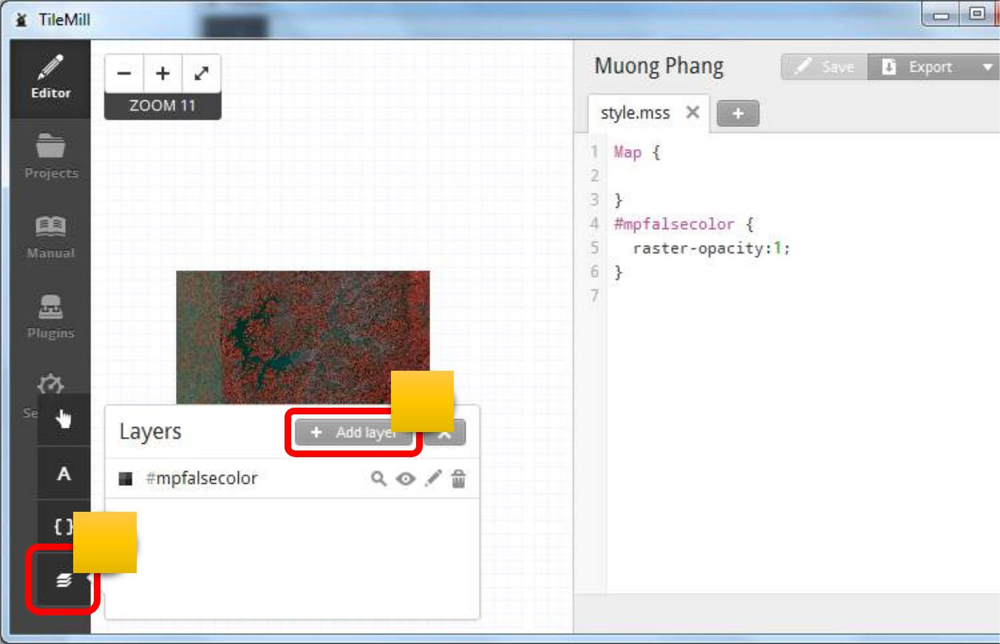 TileMill
Editor
Projects
Manual
Plugins
ZOOM 11
A
{ }
Layers
+ Add layer
#mpfalsecolor
Muong Phang
Save
Export
style.mss
+
1 Map {
2
3 }
4 #mpfalsecolor {
5 raster-opacity:1;
6 }
7